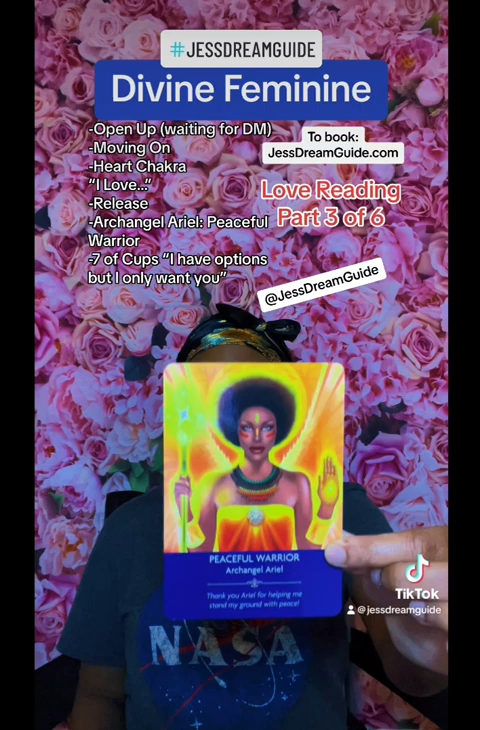 #JESSDREAMGUIDE
Divine Feminine
-Open Up (waiting for DM)
-Moving On
-Heart Chakra
“I Love...”
-Release
-Archangel Ariel: Peaceful
Warrior
-7 of Cups “I have options
but I only want you”
To book:
JessDreamGuide.com
Love Reading
Part 3 of 6
@JessDreamGuide
PEACEFUL WARRIOR
Archangel Ariel
Thank you Ariel for helping me
stand my ground with peace!
NASA
TikTok
@jessdreamguide